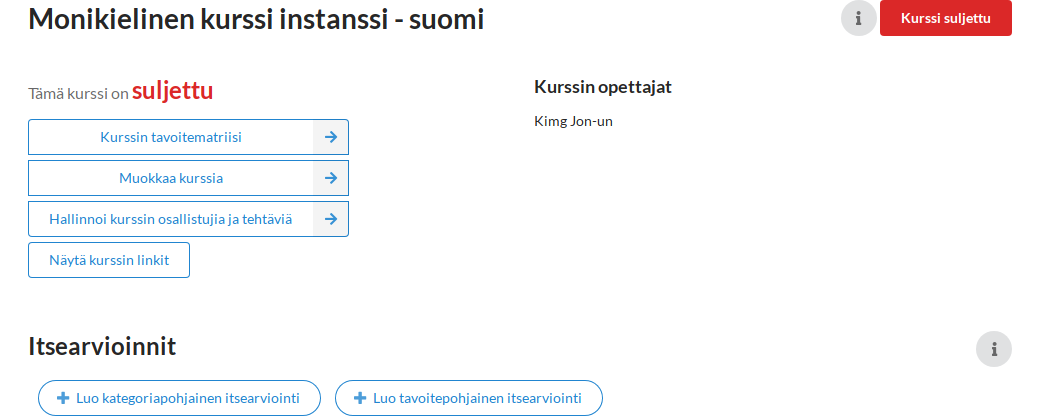 Monikielinen kurssi instanssi - suomi
Kurssi suljettu
Tämä kurssi on suljettu
Kurssin tavoitematriisi
Muokkaa kurssia
Hallinnoi kurssin osallistujia ja tehtäviä
Näytä kurssin linkit
Kurssin opettajat
Kimg Jon-un
Itsearvioinnit
Luo kategoriapohjainen itsearviointi
Luo tavoitepohjainen itsearviointi